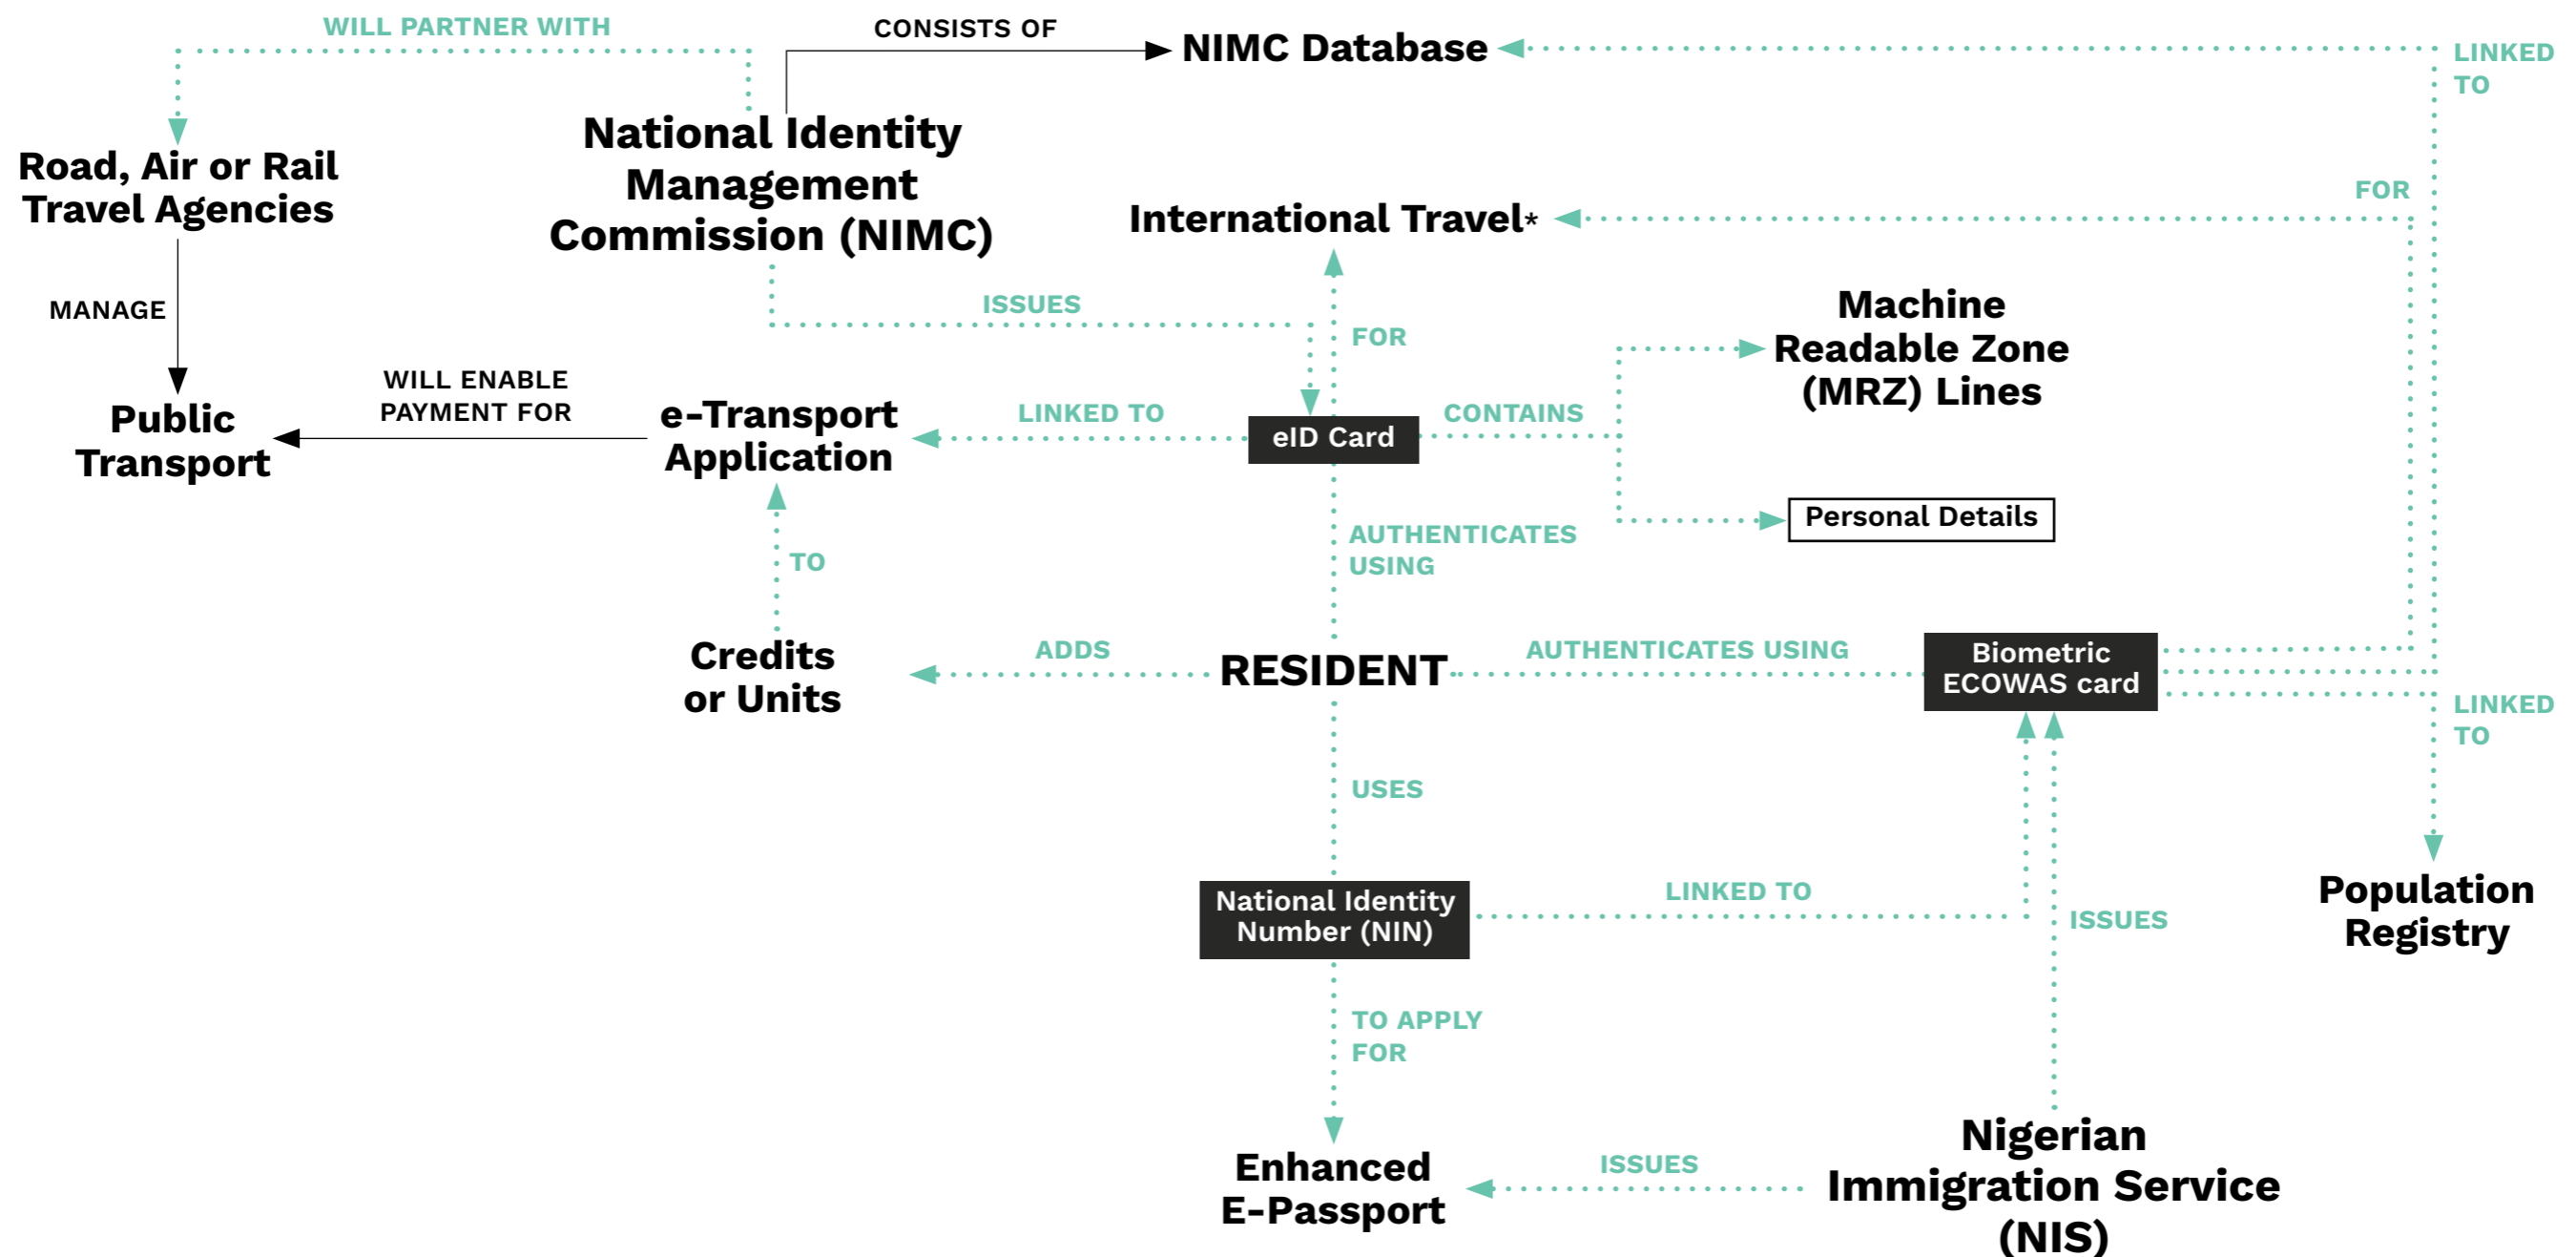 WILL PARTNER WITH
CONSISTS OF
NIMC Database
LINKED
TO
National Identity
Management
Commission (NIMC)
Road, Air or Rail
Travel Agencies
International Travel*
FOR
MANAGE
ISSUES
FOR
Machine
Readable Zone
(MRZ) Lines
WILL ENABLE
PAYMENT FOR
Public
Transport
e-Transport
Application
LINKED TO
eID Card
CONTAINS
Personal Details
AUTHENTICATES
USING
TO
Credits
or Units
ADDS
RESIDENT
AUTHENTICATES USING
Biometric
ECOWAS card
LINKED
TO
USES
National Identity
Number (NIN)
LINKED TO
ISSUES
Population
Registry
TO APPLY
FOR
Enhanced
E-Passport
ISSUES
Nigerian
Immigration Service
(NIS)